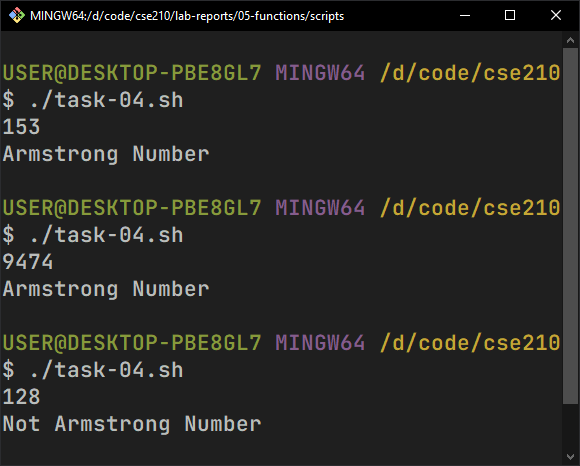 MINGW64:/d/code/cse210/lab-reports/05-functions/scripts
USER@DESKTOP-PBE8GL7 MINGW64 /d/code/cse210
$ ./task-04.sh
153
Armstrong Number
USER@DESKTOP-PBE8GL7 MINGW64 /d/code/cse210
$ ./task-04.sh
9474
Armstrong Number
USER@DESKTOP-PBE8GL7 MINGW64 /d/code/cse210
$ ./task-04.sh
128
Not Armstrong Number